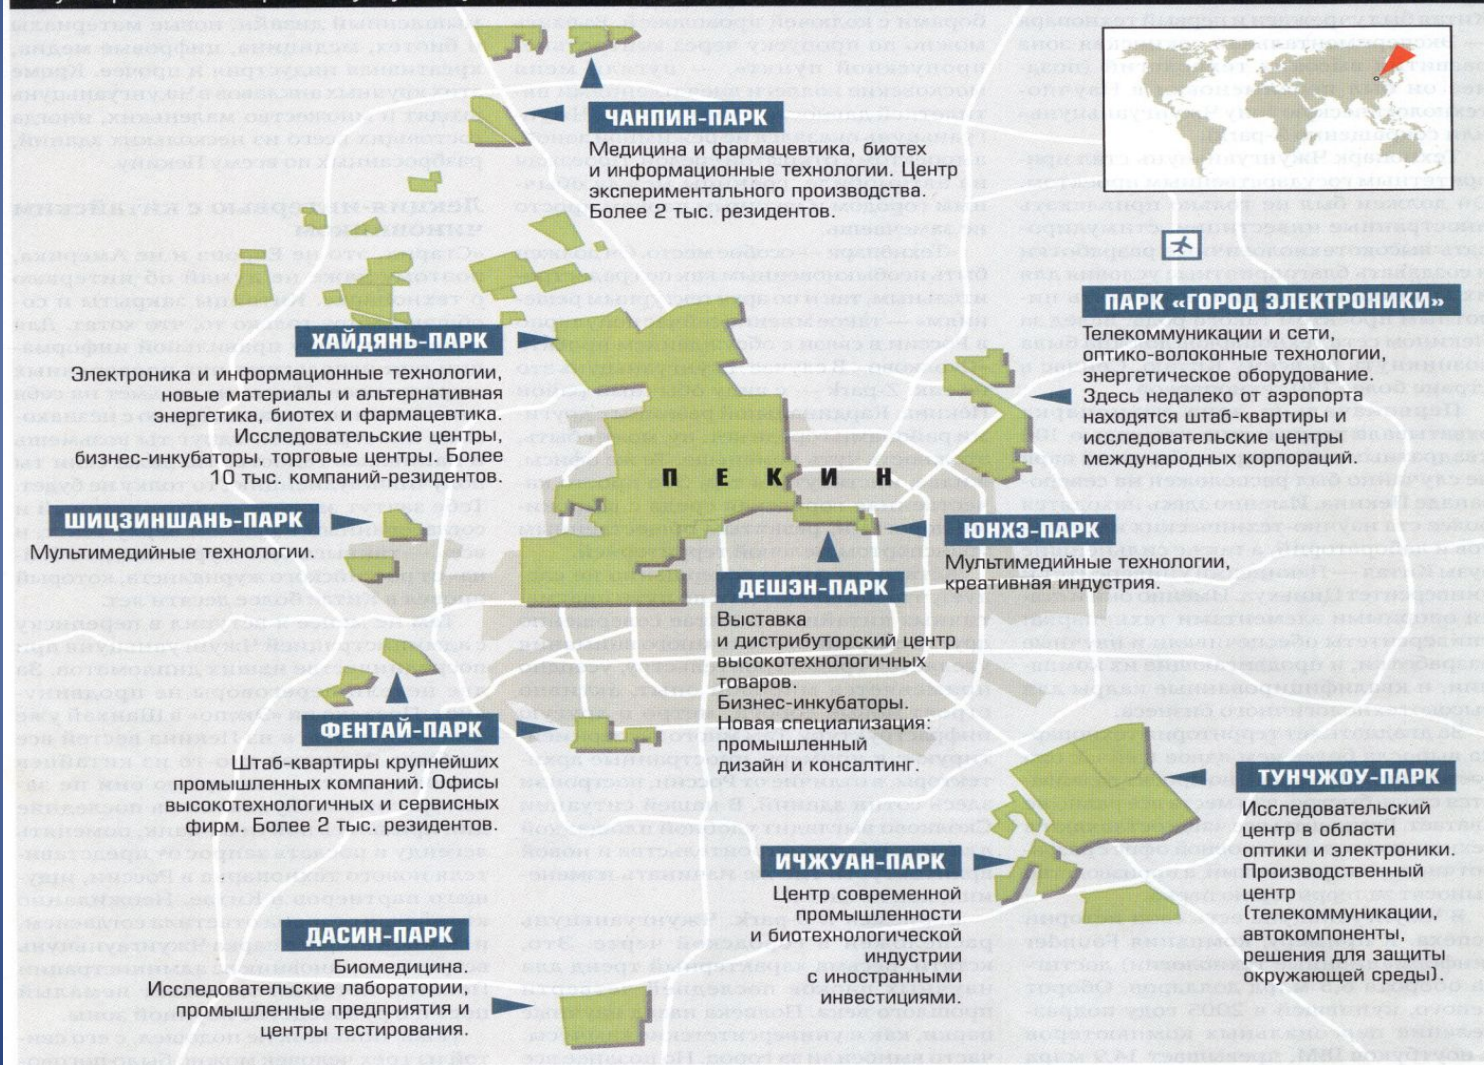 ЧАНПИН-ПАРК
Медицина и фармацевтика, биотех
и информационные технологии. Центр
экспериментального производства.
Более 2 тыс. резидентов.
ХАЙДЯНЬ-ПАРК
Электроника и информационные технологии,
новые материалы и альтернативная
энергетика, биотех и фармацевтика.
Исследовательские центры,
бизнес-инкубаторы, торговые центры. Более
10 тыс. компаний-резидентов.
ПАРК «ГОРОД ЭЛЕКТРОНИКИ»
Телекоммуникации, сети,
оптико-волоконные технологии,
энергетическое оборудование.
Здесь недалеко от аэропорта
находятся штаб-квартиры и
исследовательские центры
международных корпораций.
ПЕКИН
ШИЦЗИНШАНЬ-ПАРК
Мультимедийные технологии.
ЮНХЭ-ПАРК
Мультимедийные технологии,
креативная индустрия.
ДЕШЭН-ПАРК
Выставка
и дистрибуторский центр
высокотехнологичных
товаров.
Бизнес-инкубаторы.
Новая специализация:
промышленный
дизайн и консалтинг.
ФЕНТАЙ-ПАРК
Штаб-квартиры крупнейших
промышленных компаний. Офисы
высокотехнологичных и сервисных
фирм. Более 2 тыс. резидентов.
ТУНЧЖОУ-ПАРК
Исследовательский
центр в области
оптики и электроники.
Производственный
центр
(телекоммуникации,
автокомпоненты,
решения для защиты
окружающей среды).
ИЧЖУАН-ПАРК
Центр современной
промышленности
и биотехнологической
индустрии
с иностранными
инвестициями.
ДАСИН-ПАРК
Биомедицина.
Исследовательские лаборатории,
промышленные предприятия и
центры тестирования.